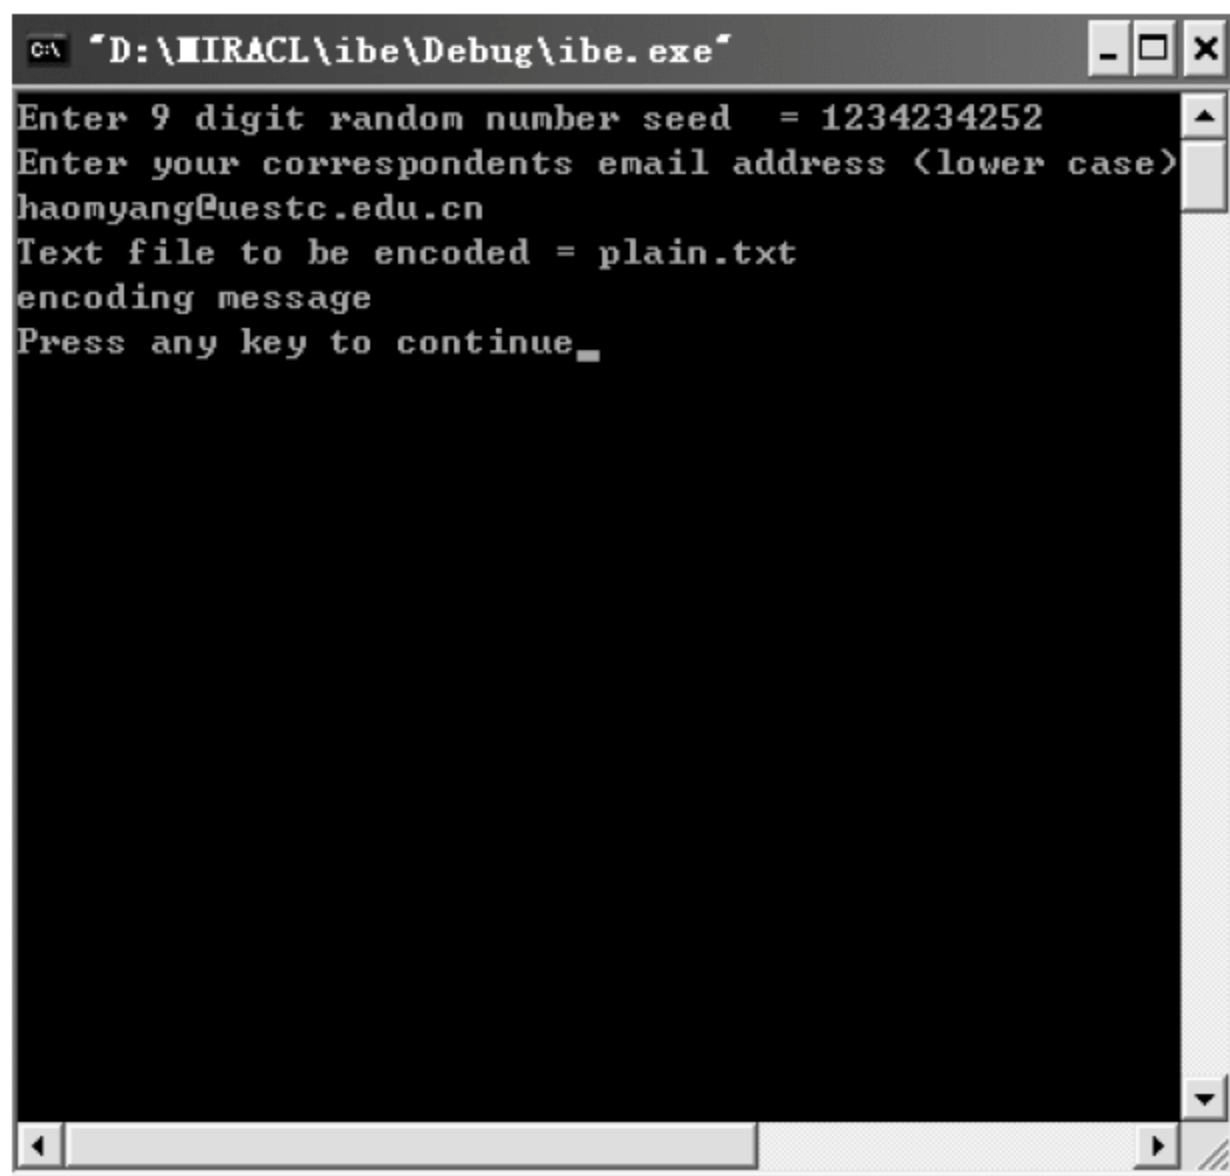 "D:\MIRACL\ibe\Debug\ibe.exe"
Enter 9 digit random number seed  = 1234234252
Enter your correspondents email address (lower case)
haomyang@uestc.edu.cn
Text file to be encoded = plain.txt
encoding message
Press any key to continue_